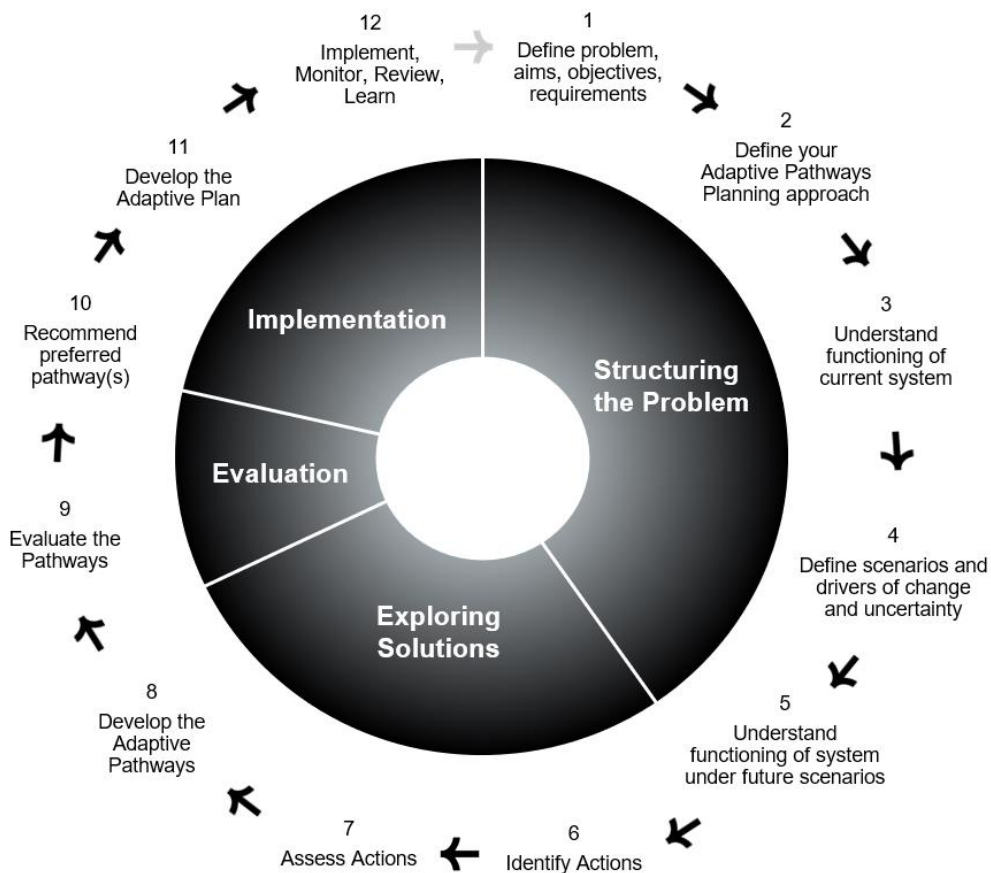 1
Define problem,
aims, objectives,
requirements
2
Define your
Adaptive Pathways
Planning approach
3
Understand
functioning of
current system
4
Define scenarios and
drivers of change
and uncertainty
5
Understand
functioning of system
under future scenarios
6
Identify Actions
7
Assess Actions
8
Develop the
Adaptive
Pathways
9
Evaluate the
Pathways
10
Recommend
preferred
pathway(s)
11
Develop the
Adaptive Plan
12
Implement,
Monitor, Review,
Learn
Structuring
the Problem
Exploring
Solutions
Evaluation
Implementation